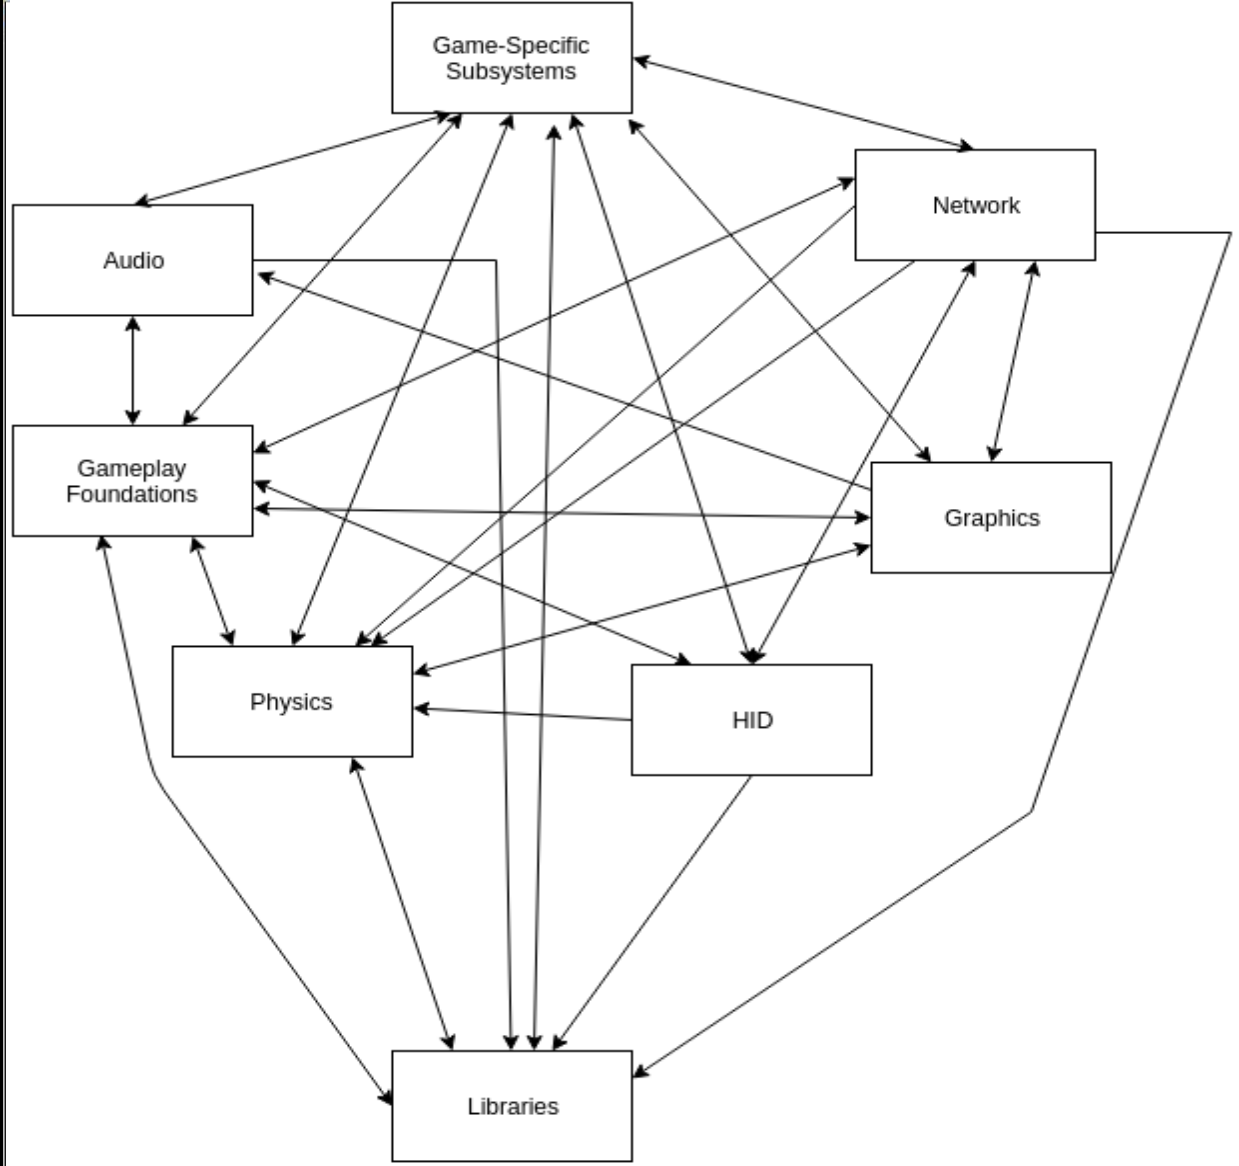 Game-Specific
Subsystems
Network
Audio
Gameplay
Foundations
Graphics
Physics
HID
Libraries